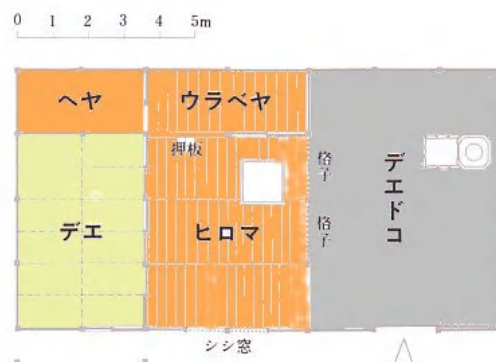 0 1 2 3 4 5m
ヘヤ
ウラベヤ
押板
格子
デエドコ
デエ
ヒロマ
格子
シシ窓